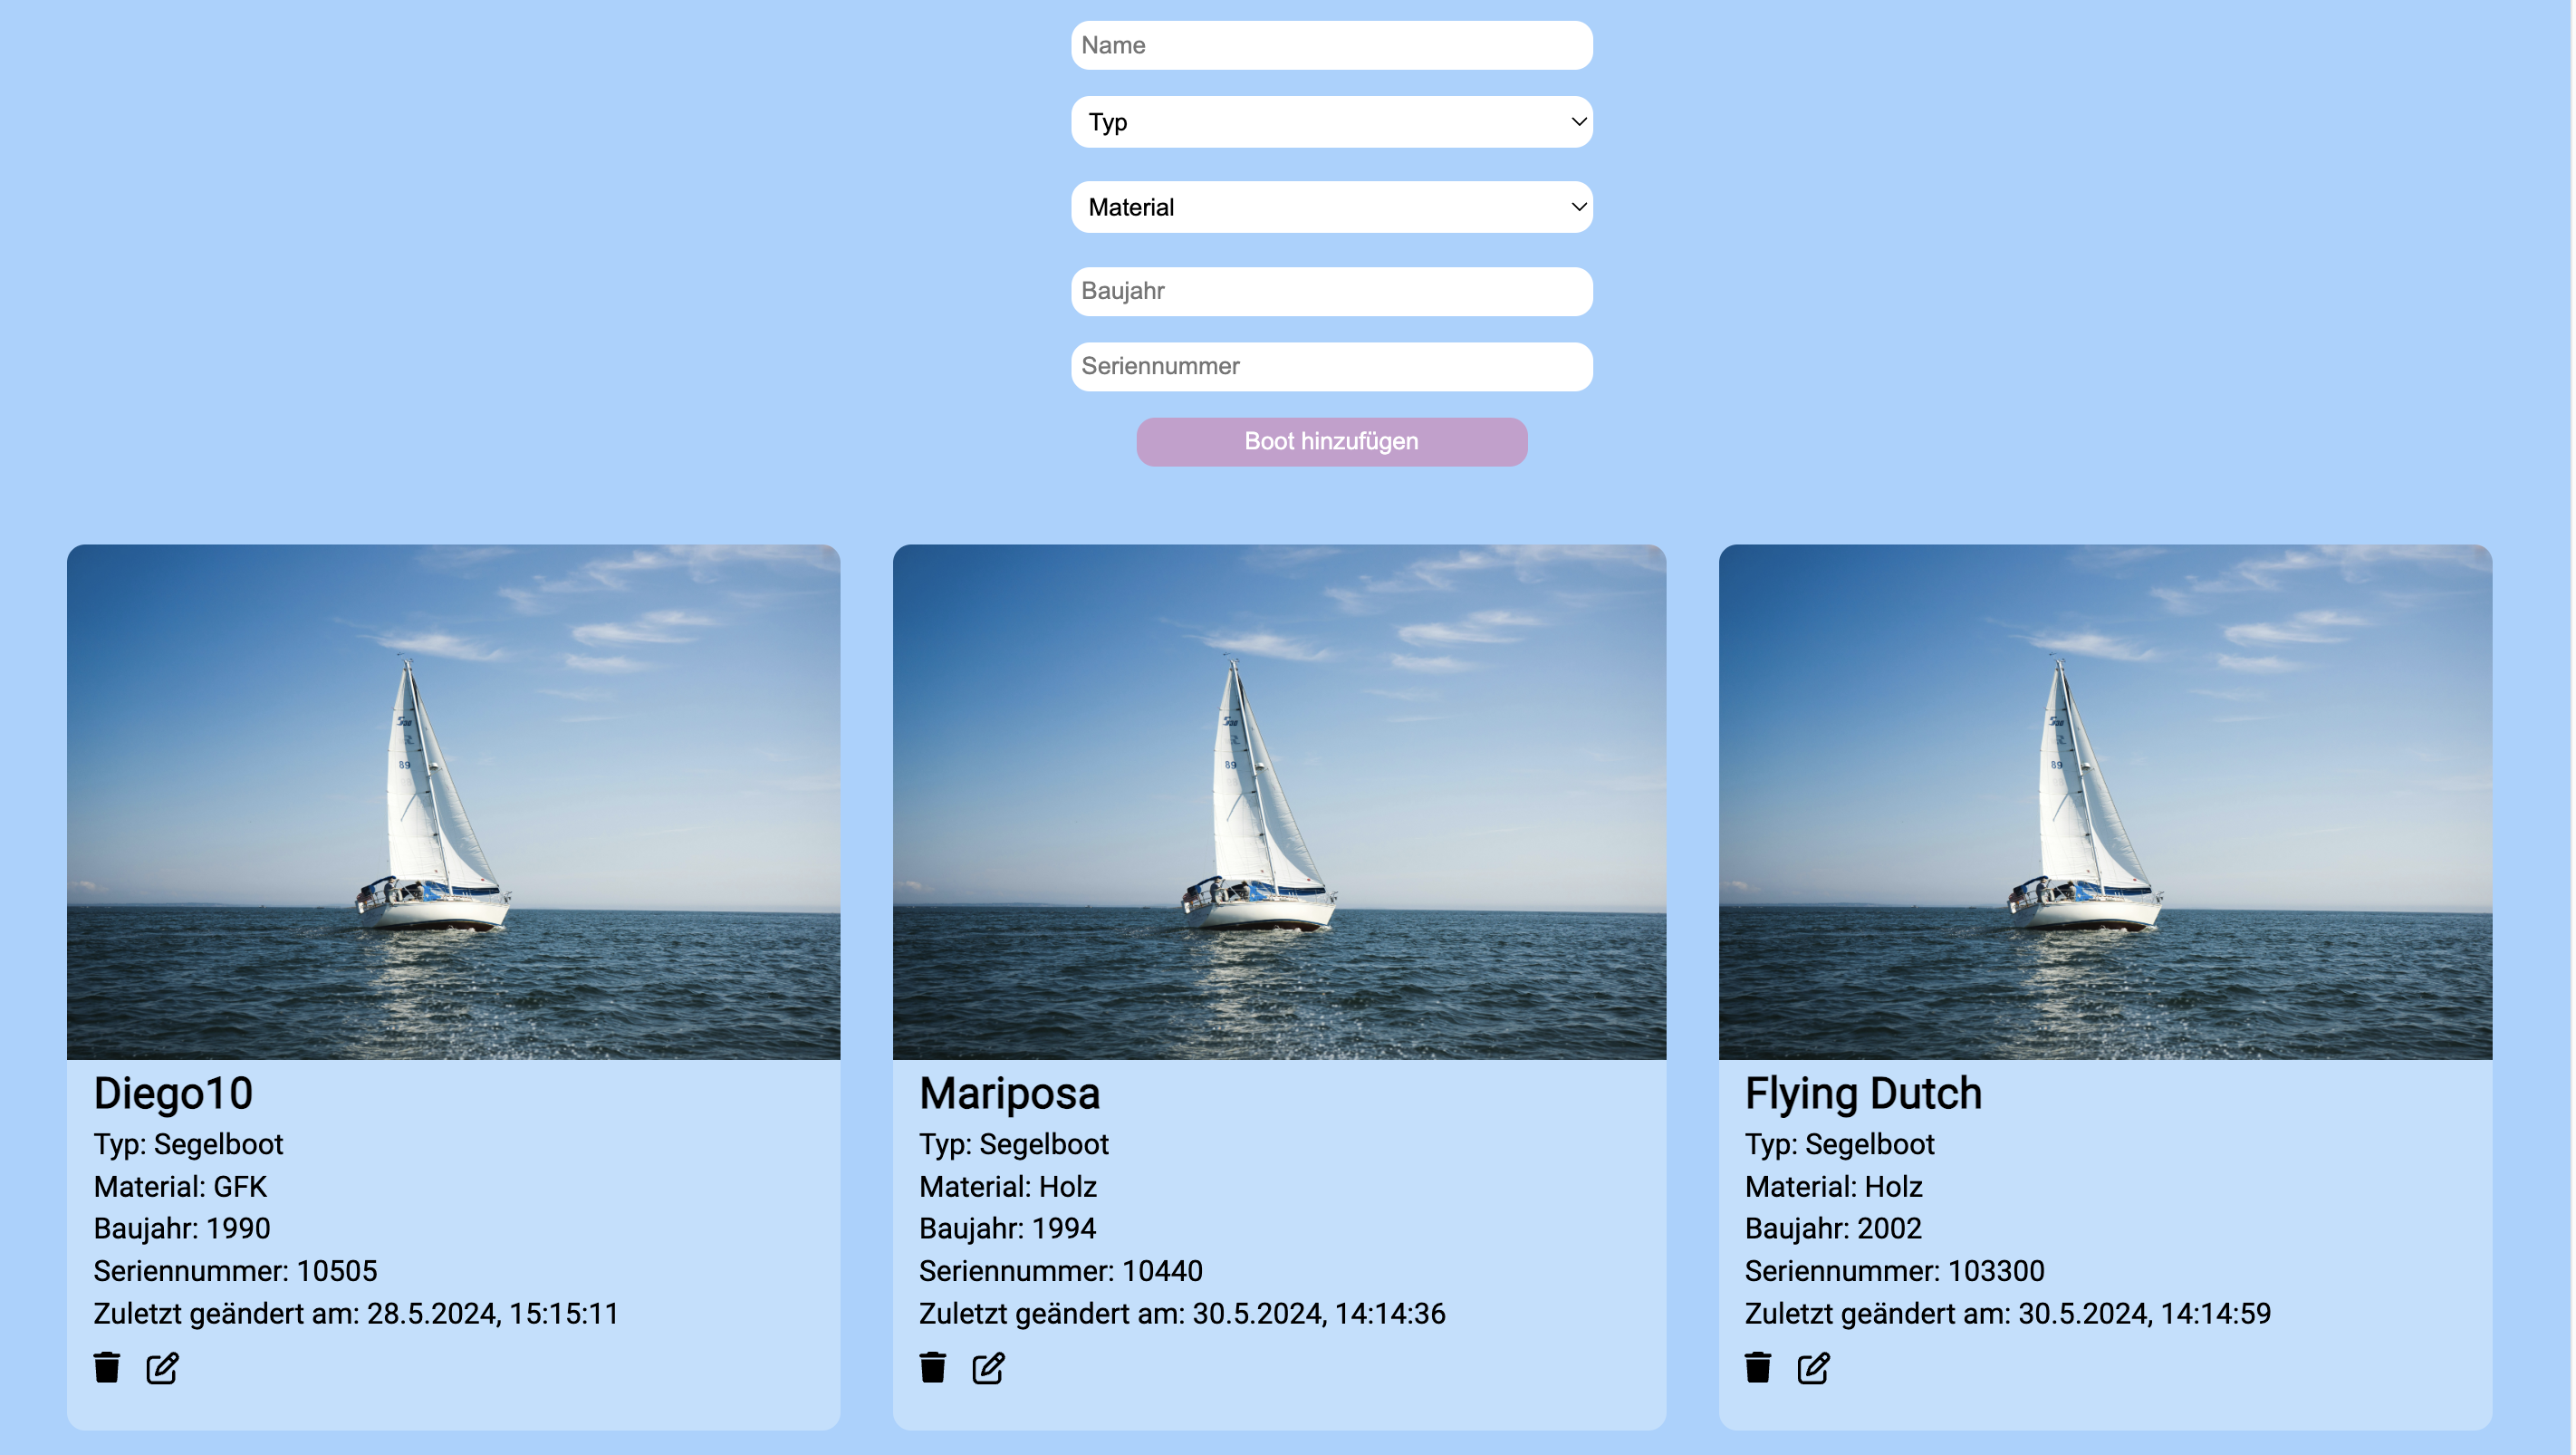 Name
Typ
Material
Baujahr
Seriennummer
Boot hinzufügen
89
89
89
Diego10
Typ: Segelboot
Material: GFK
Baujahr: 1990
Seriennummer: 10505
Zuletzt geändert am: 28.5.2024, 15:15:11
Mariposa
Typ: Segelboot
Material: Holz
Baujahr: 1994
Seriennummer: 10440
Zuletzt geändert am: 30.5.2024, 14:14:36
Flying Dutch
Typ: Segelboot
Material: Holz
Baujahr: 2002
Seriennummer: 103300
Zuletzt geändert am: 30.5.2024, 14:14:59